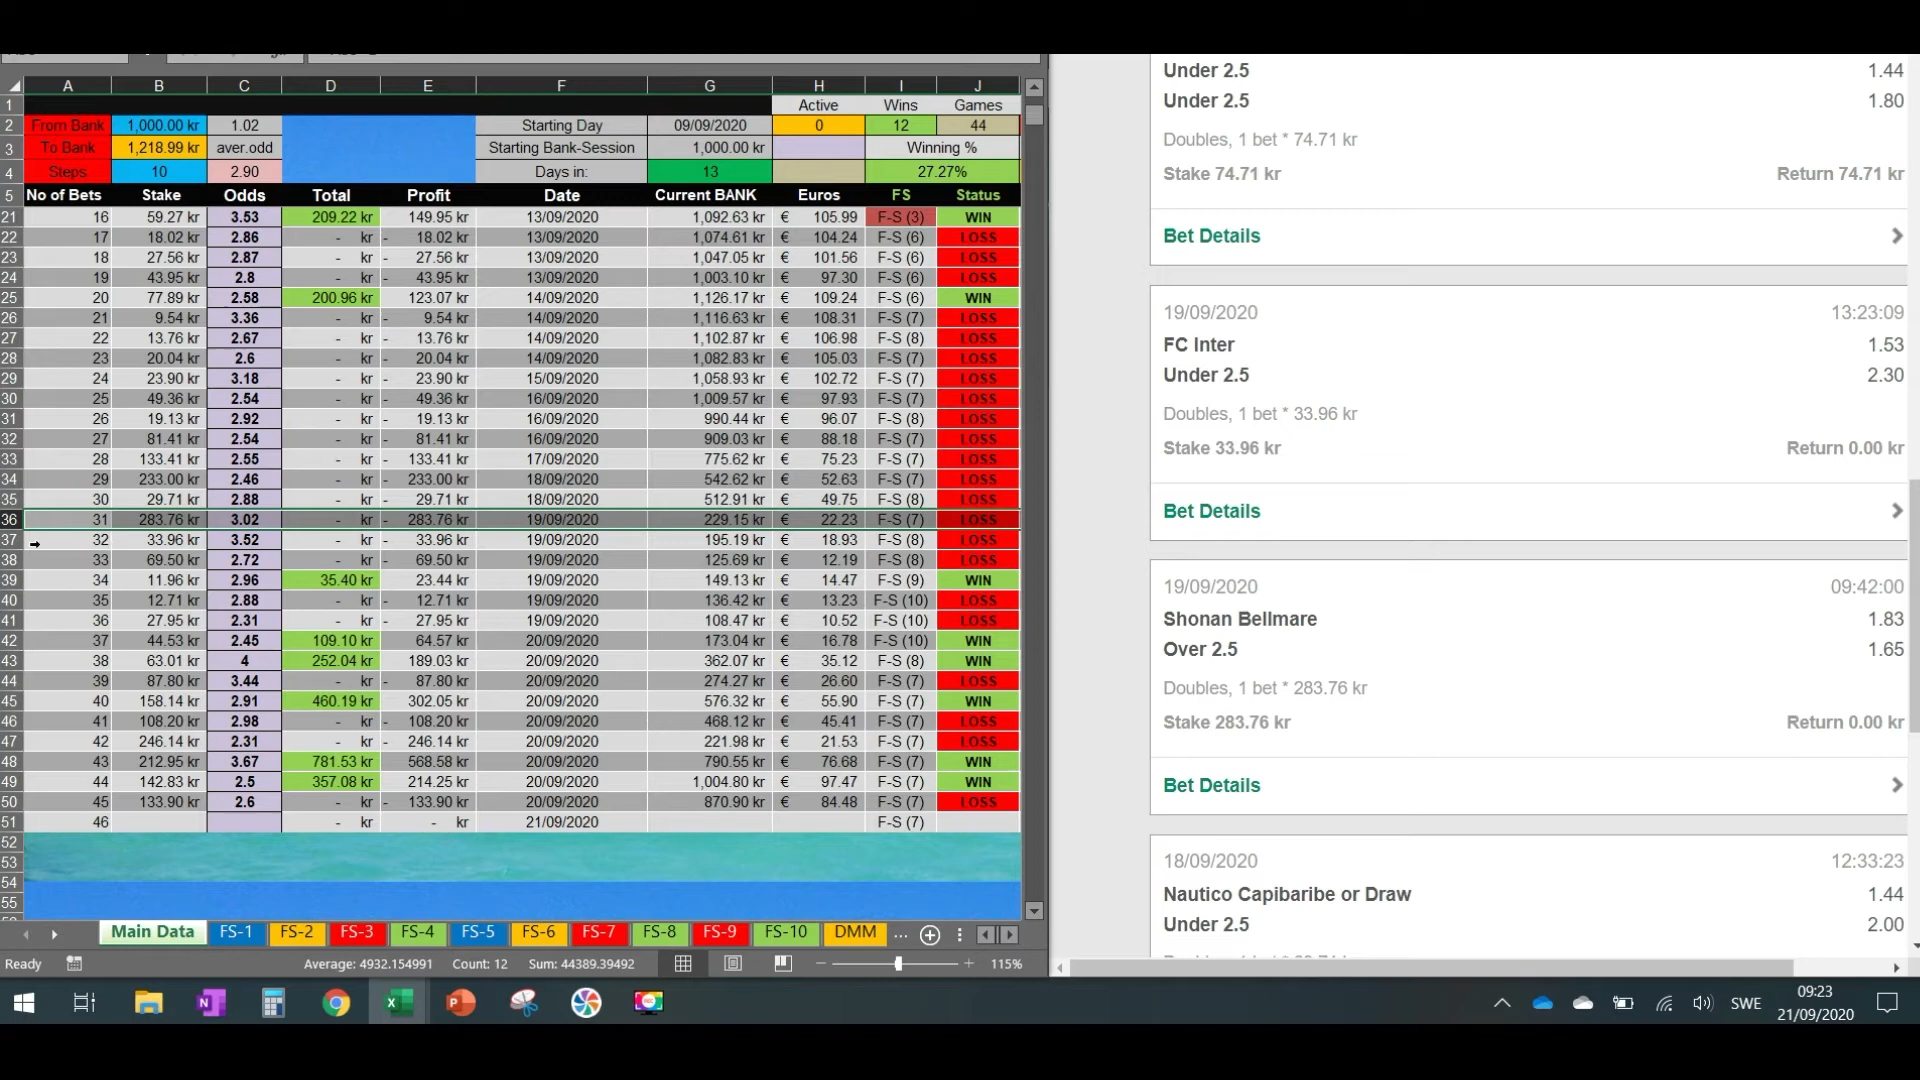 A B C D E F G H I J
1 Active Wins Games
2 From Bank 1,000.00 kr 1.02 Starting Day 09/09/2020 0 12 44
3 To Bank 1,218.99 kr aver.odd Starting Bank-Session 1,000.00 kr Winning %
4 Steps 10 2.90 Days in: 13 27.27%
5 No of Bets Stake Odds Total Profit Date Current BANK Euros FS Status
21 16 59.27 kr 3.53 209.22 kr 149.95 kr 13/09/2020 1,092.63 kr € 105.99 F-S (3) WIN
22 17 18.02 kr 2.86 - kr - 18.02 kr 13/09/2020 1,074.61 kr € 104.24 F-S (6) LOSS
23 18 27.56 kr 2.87 - kr - 27.56 kr 13/09/2020 1,047.05 kr € 101.56 F-S (6) LOSS
24 19 43.95 kr 2.8 - kr - 43.95 kr 13/09/2020 1,003.10 kr € 97.30 F-S (6) LOSS
25 20 77.89 kr 2.58 200.96 kr 123.07 kr 14/09/2020 1,126.17 kr € 109.24 F-S (6) WIN
26 21 9.54 kr 3.36 - kr - 9.54 kr 14/09/2020 1,116.63 kr € 108.31 F-S (7) LOSS
27 22 13.76 kr 2.67 - kr - 13.76 kr 14/09/2020 1,102.87 kr € 106.98 F-S (8) LOSS
28 23 20.04 kr 2.6 - kr - 20.04 kr 14/09/2020 1,082.83 kr € 105.03 F-S (7) LOSS
29 24 23.90 kr 3.18 - kr - 23.90 kr 15/09/2020 1,058.93 kr € 102.72 F-S (7) LOSS
30 25 49.36 kr 2.54 - kr - 49.36 kr 16/09/2020 1,009.57 kr € 97.93 F-S (7) LOSS
31 26 19.13 kr 2.92 - kr - 19.13 kr 16/09/2020 990.44 kr € 96.07 F-S (8) LOSS
32 27 81.41 kr 2.54 - kr - 81.41 kr 16/09/2020 909.03 kr € 88.18 F-S (7) LOSS
33 28 133.41 kr 2.55 - kr - 133.41 kr 17/09/2020 775.62 kr € 75.23 F-S (7) LOSS
34 29 233.00 kr 2.46 - kr - 233.00 kr 18/09/2020 542.62 kr € 52.63 F-S (7) LOSS
35 30 29.71 kr 2.88 - kr - 29.71 kr 18/09/2020 512.91 kr € 49.75 F-S (8) LOSS
36 31 283.76 kr 3.02 - kr - 283.76 kr 19/09/2020 229.15 kr € 22.23 F-S (7) LOSS
37 32 33.96 kr 3.52 - kr - 33.96 kr 19/09/2020 195.19 kr € 18.93 F-S (8) LOSS
38 33 69.50 kr 2.72 - kr - 69.50 kr 19/09/2020 125.69 kr € 12.19 F-S (8) LOSS
39 34 11.96 kr 2.96 35.40 kr 23.44 kr 19/09/2020 149.13 kr € 14.47 F-S (9) WIN
40 35 12.71 kr 2.88 - kr - 12.71 kr 19/09/2020 136.42 kr € 13.23 F-S (10) LOSS
41 36 27.95 kr 2.31 - kr - 27.95 kr 19/09/2020 108.47 kr € 10.52 F-S (10) LOSS
42 37 44.53 kr 2.45 109.10 kr 64.57 kr 20/09/2020 173.04 kr € 16.78 F-S (10) WIN
43 38 63.01 kr 4 252.04 kr 189.03 kr 20/09/2020 362.07 kr € 35.12 F-S (8) WIN
44 39 87.80 kr 3.44 - kr - 87.80 kr 20/09/2020 274.27 kr € 26.60 F-S (7) LOSS
45 40 158.14 kr 2.91 460.19 kr 302.05 kr 20/09/2020 576.32 kr € 55.90 F-S (7) WIN
46 41 108.20 kr 2.98 - kr - 108.20 kr 20/09/2020 468.12 kr € 45.41 F-S (7) LOSS
47 42 246.14 kr 2.31 - kr - 246.14 kr 20/09/2020 221.98 kr € 21.53 F-S (7) LOSS
48 43 212.95 kr 3.67 781.53 kr 568.58 kr 20/09/2020 790.55 kr € 76.68 F-S (7) WIN
49 44 142.83 kr 2.5 357.08 kr 214.25 kr 20/09/2020 1,004.80 kr € 97.47 F-S (7) WIN
50 45 133.90 kr 2.6 - kr - 133.90 kr 20/09/2020 870.90 kr € 84.48 F-S (7) LOSS
51 46 - kr - kr 21/09/2020 F-S (7)
52
53
54
55
Main Data FS-1 FS-2 FS-3 FS-4 FS-5 FS-6 FS-7 FS-8 FS-9 FS-10 DMM ...
Ready Average: 4932.154991 Count: 12 Sum: 44389.39492 115%
Under 2.5 1.44
Under 2.5 1.80
Doubles, 1 bet * 74.71 kr
Stake 74.71 kr Return 74.71 kr
Bet Details
19/09/2020 13:23:09
FC Inter 1.53
Under 2.5 2.30
Doubles, 1 bet * 33.96 kr
Stake 33.96 kr Return 0.00 kr
Bet Details
19/09/2020 09:42:00
Shonan Bellmare 1.83
Over 2.5 1.65
Doubles, 1 bet * 283.76 kr
Stake 283.76 kr Return 0.00 kr
Bet Details
18/09/2020 12:33:23
Nautico Capibaribe or Draw 1.44
Under 2.5 2.00
SWE
09:23
21/09/2020